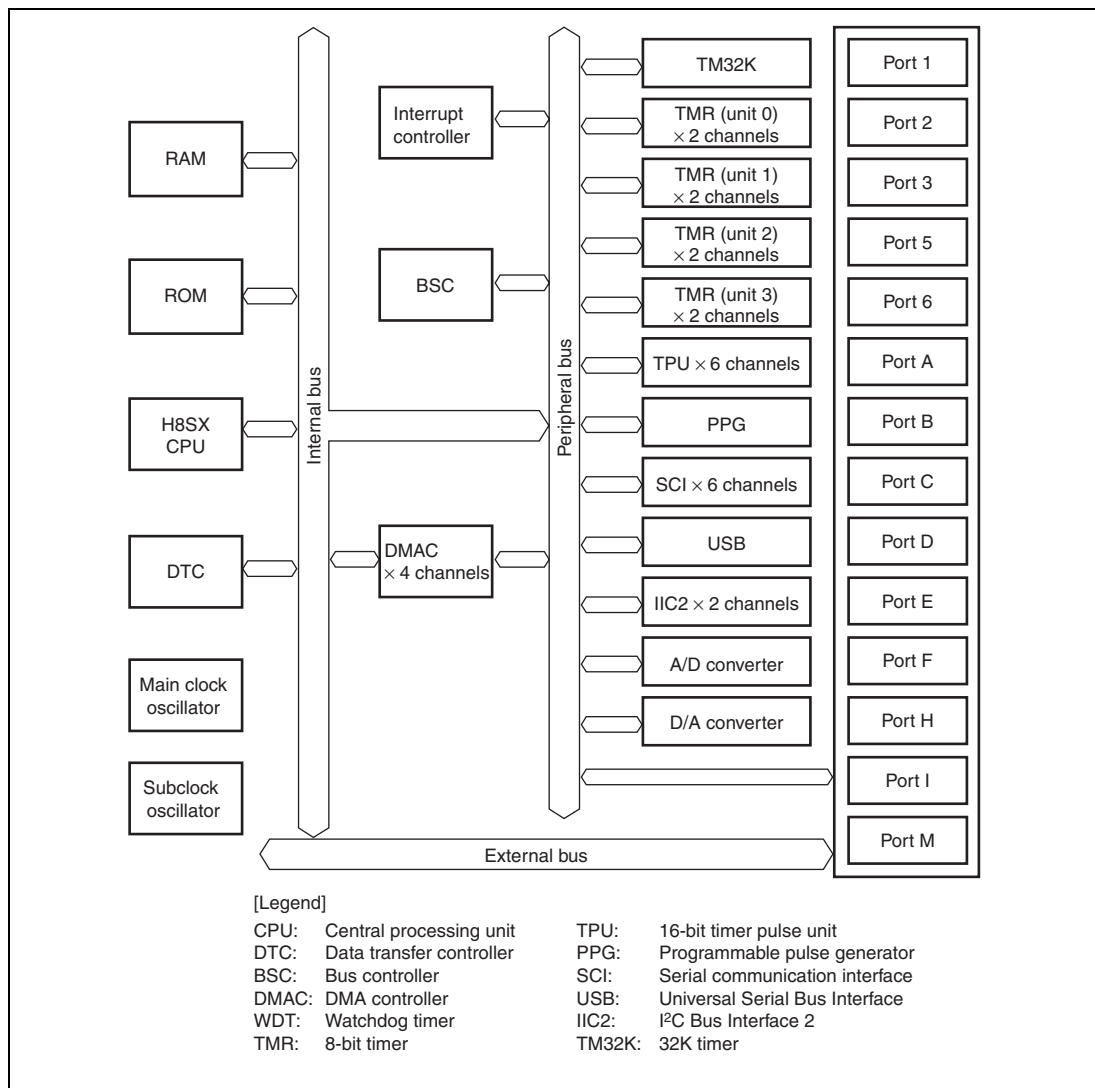 RAM
ROM
H8SX
CPU
DTC
Main clock
oscillator
Subclock
oscillator
Internal bus
Interrupt
controller
BSC
DMAC
× 4 channels
Peripheral bus
TM32K
TMR (unit 0)
× 2 channels
TMR (unit 1)
× 2 channels
TMR (unit 2)
× 2 channels
TMR (unit 3)
× 2 channels
TPU × 6 channels
PPG
SCI × 6 channels
USB
IIC2 × 2 channels
A/D converter
D/A converter
Port 1
Port 2
Port 3
Port 5
Port 6
Port A
Port B
Port C
Port D
Port E
Port F
Port H
Port I
Port M
External bus
[Legend]
CPU: Central processing unit
DTC: Data transfer controller
BSC: Bus controller
DMAC: DMA controller
WDT: Watchdog timer
TMR: 8-bit timer
TPU: 16-bit timer pulse unit
PPG: Programmable pulse generator
SCI: Serial communication interface
USB: Universal Serial Bus Interface
IIC2: I²C Bus Interface 2
TM32K: 32K timer